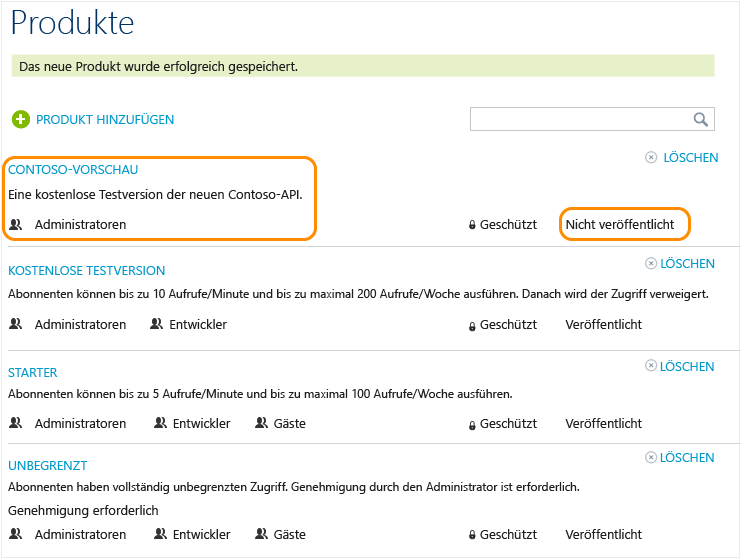 Produkte
Das neue Produkt wurde erfolgreich gespeichert.
PRODUKT HINZUFÜGEN
LÖSCHEN
CONTOSO-VORSCHAU
Eine kostenlose Testversion der neuen Contoso-API.
Administratoren Geschützt Nicht veröffentlicht
LÖSCHEN
KOSTENLOSE TESTVERSION
Abonnenten können bis zu 10 Aufrufe/Minute und bis zu maximal 200 Aufrufe/Woche ausführen. Danach wird der Zugriff verweigert.
Administratoren Entwickler Geschützt Veröffentlicht
LÖSCHEN
STARTER
Abonnenten können bis zu 5 Aufrufe/Minute und bis zu maximal 100 Aufrufe/Woche ausführen.
Administratoren Entwickler Gäste Geschützt Veröffentlicht
LÖSCHEN
UNBEGRENZT
Abonnenten haben vollständig unbegrenzten Zugriff. Genehmigung durch den Administrator ist erforderlich.
Genehmigung erforderlich
Administratoren Entwickler Gäste Geschützt Veröffentlicht